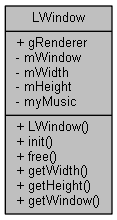 LWindow
+ gRenderer
- mWindow
- mWidth
- mHeight
- myMusic
+ LWindow()
+ init()
+ free()
+ getWidth()
+ getHeight()
+ getWindow()